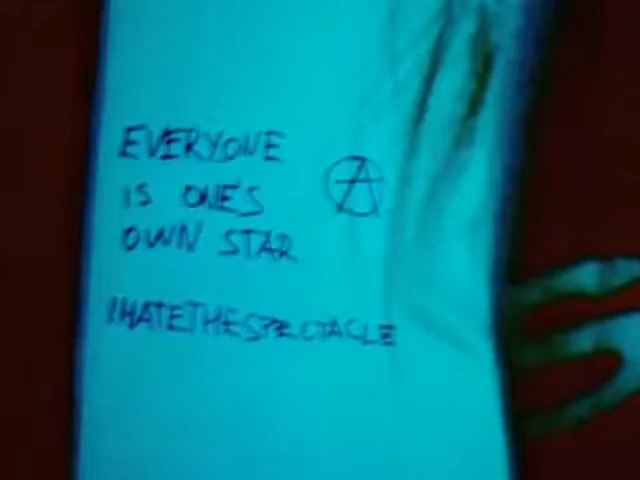 EVERYONE
IS ONE'S
OWN STAR
IHATETHESPECTACLE